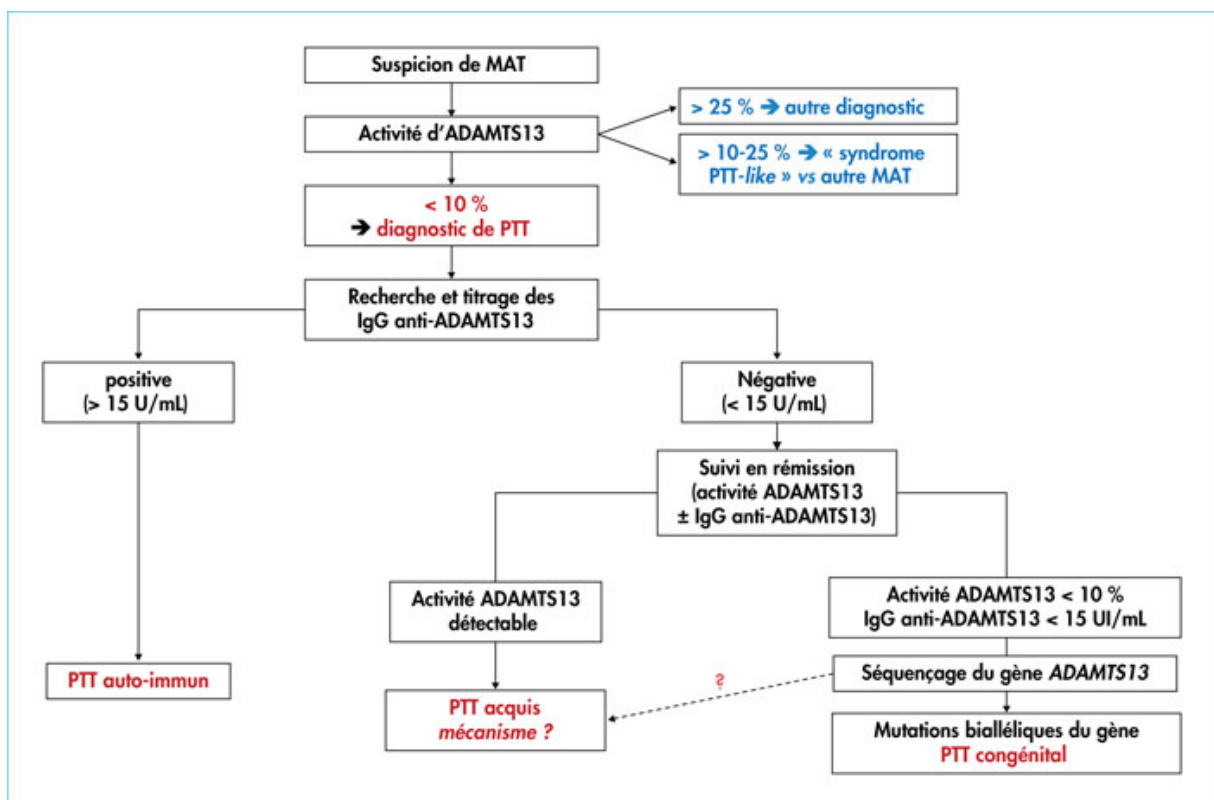 Suspicion de MAT
Activité d'ADAMTS13
> 25 % ➔ autre diagnostic
> 10-25 % ➔ « syndrome
PTT-like » vs autre MAT
< 10 %
➔ diagnostic de PTT
Recherche et titrage des
IgG anti-ADAMTS13
positive
(> 15 U/mL)
Négative
(< 15 U/mL)
Suivi en rémission
(activité ADAMTS13
± IgG anti-ADAMTS13)
Activité ADAMTS13
détectable
Activité ADAMTS13 < 10 %
IgG anti-ADAMTS13 < 15 UI/mL
PTT auto-immun
Séquençage du gène ADAMTS13
?
PTT acquis
mécanisme ?
Mutations bialléliques du gène
PTT congénital